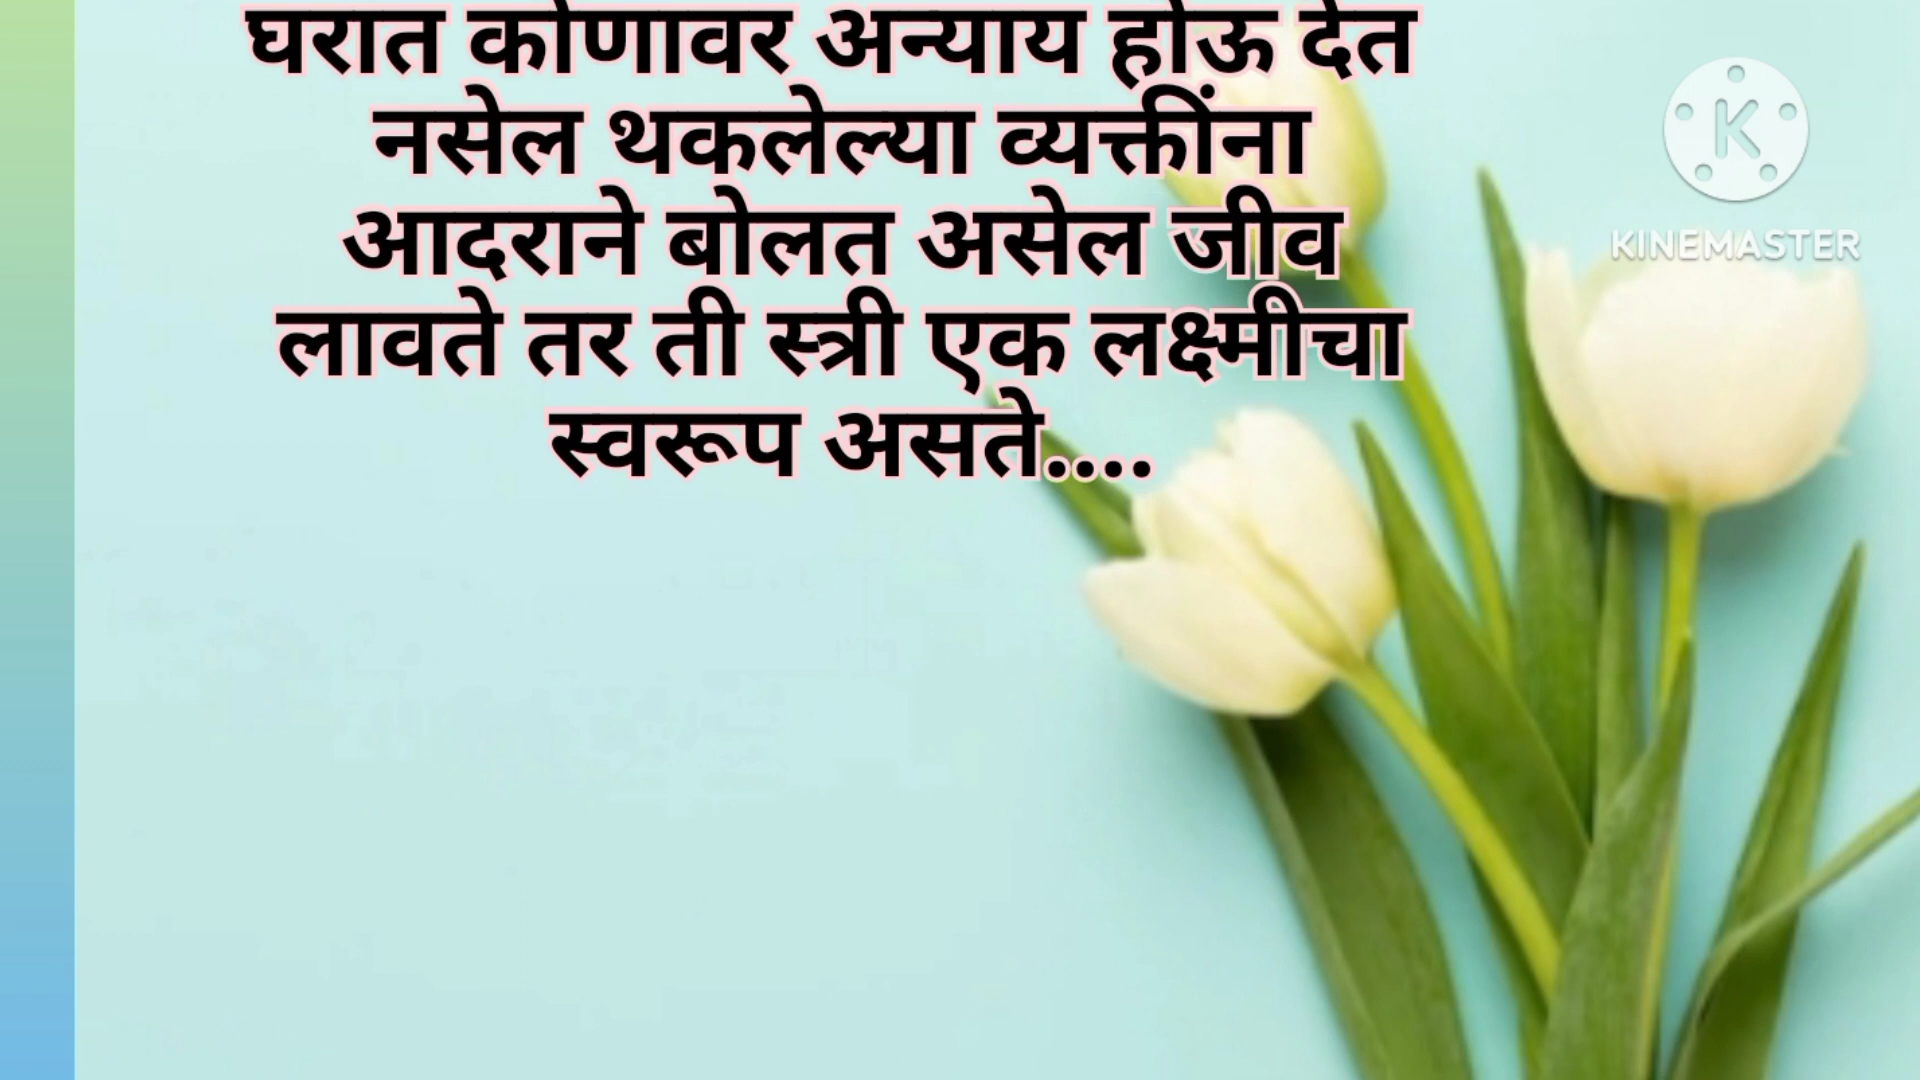 घरात कोणावर अन्याय होऊ देत
नसेल थकलेल्या व्यक्तींना
आदराने बोलत असेल जीव
लावते तर ती स्त्री एक लक्ष्मीचा
स्वरूप असते....
K
KINEMASTER